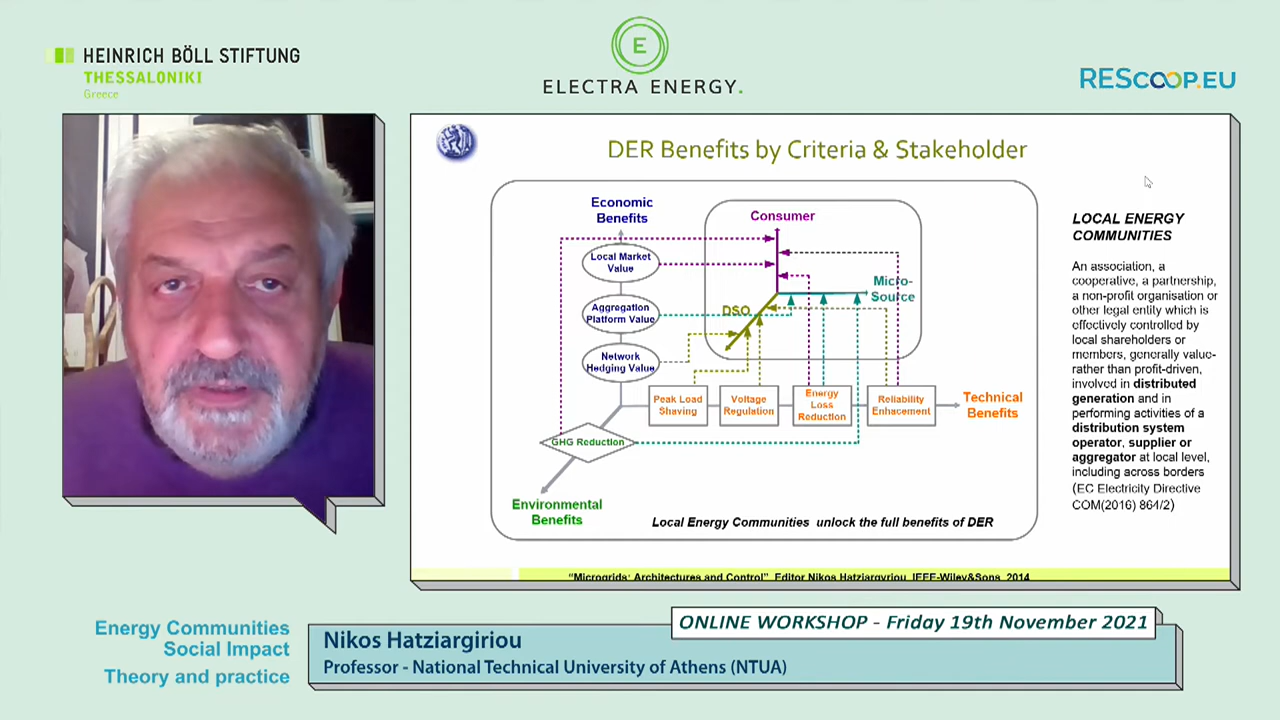 HEINRICH BÖLL STIFTUNG
THESSALONIKI
Greece
E
ELECTRA ENERGY.
REScoop.EU
DER Benefits by Criteria & Stakeholder
Economic
Benefits
Local Market
Value
Aggregation
Platform Value
Network
Hedging Value
GHG Reduction
Environmental
Benefits
Consumer
Micro-
Source
DSO
Peak Load
Shaving
Voltage
Regulation
Energy
Loss
Reduction
Reliability
Enhacement
Technical
Benefits
Local Energy Communities unlock the full benefits of DER
LOCAL ENERGY
COMMUNITIES
An association, a
cooperative, a partnership,
a non-profit organisation or
other legal entity which is
effectively controlled by
local shareholders or
members, generally value-
rather than profit-driven,
involved in distributed
generation and in
performing activities of a
distribution system
operator, supplier or
aggregator at local level,
including across borders
(EC Electricity Directive
COM(2016) 864/2)
"Microgrids: Architectures and Control" Editor Nikos Hatziargyriou IEEE-Wiley&Sons 2014
ONLINE WORKSHOP - Friday 19th November 2021
Energy Communities
Social Impact
Theory and practice
Nikos Hatziargiriou
Professor - National Technical University of Athens (NTUA)